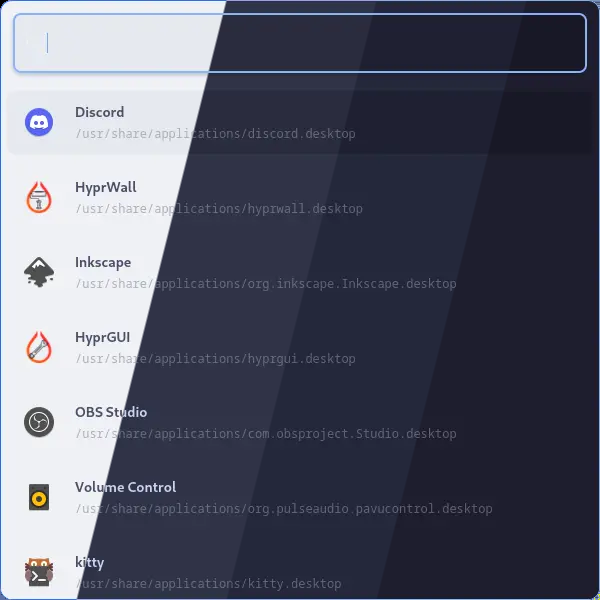 Discord
/usr/share/applications/discord.desktop
HyprWall
/usr/share/applications/hyprwall.desktop
Inkscape
/usr/share/applications/org.inkscape.Inkscape.desktop
HyprGUI
/usr/share/applications/hyprgui.desktop
OBS Studio
/usr/share/applications/com.obsproject.Studio.desktop
Volume Control
/usr/share/applications/org.pulseaudio.pavucontrol.desktop
kitty
/usr/share/applications/kitty.desktop